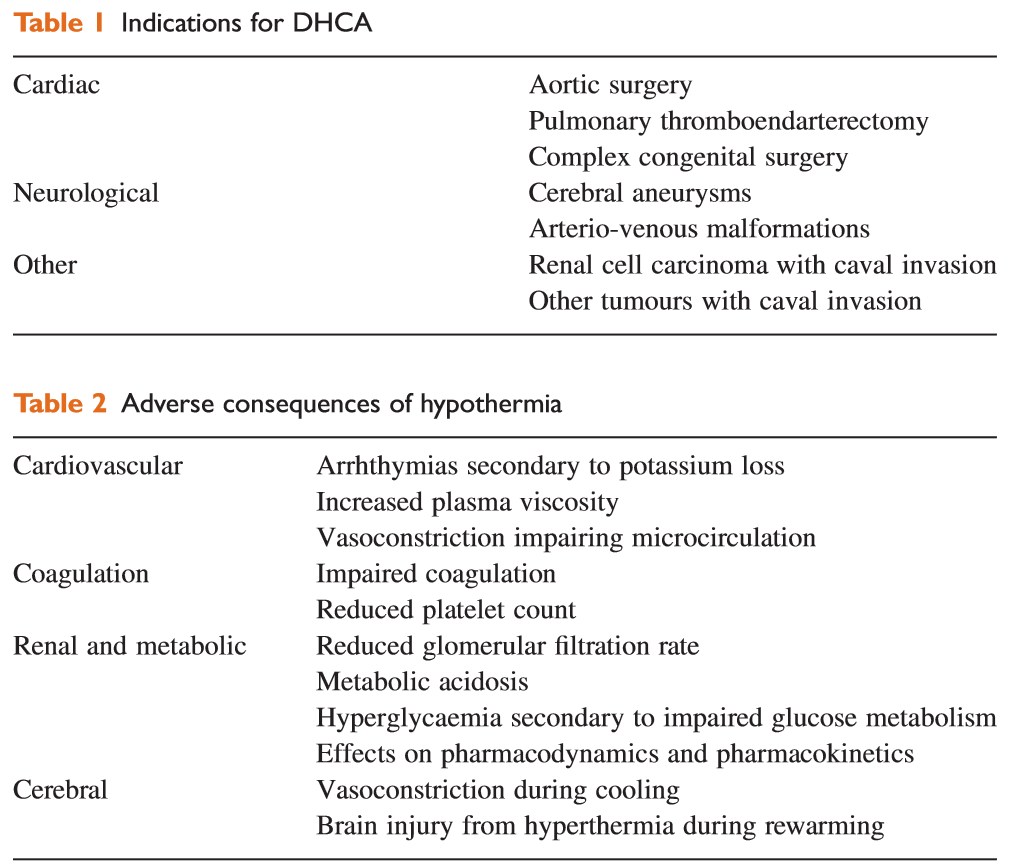 Table 1 Indications for DHCA
Cardiac Aortic surgery
Pulmonary thromboendarterectomy
Complex congenital surgery
Neurological Cerebral aneurysms
Arterio-venous malformations
Other Renal cell carcinoma with caval invasion
Other tumours with caval invasion
Table 2 Adverse consequences of hypothermia
Cardiovascular Arrhthymias secondary to potassium loss
Increased plasma viscosity
Vasoconstriction impairing microcirculation
Coagulation Impaired coagulation
Reduced platelet count
Renal and metabolic Reduced glomerular filtration rate
Metabolic acidosis
Hyperglycaemia secondary to impaired glucose metabolism
Effects on pharmacodynamics and pharmacokinetics
Cerebral Vasoconstriction during cooling
Brain injury from hyperthermia during rewarming